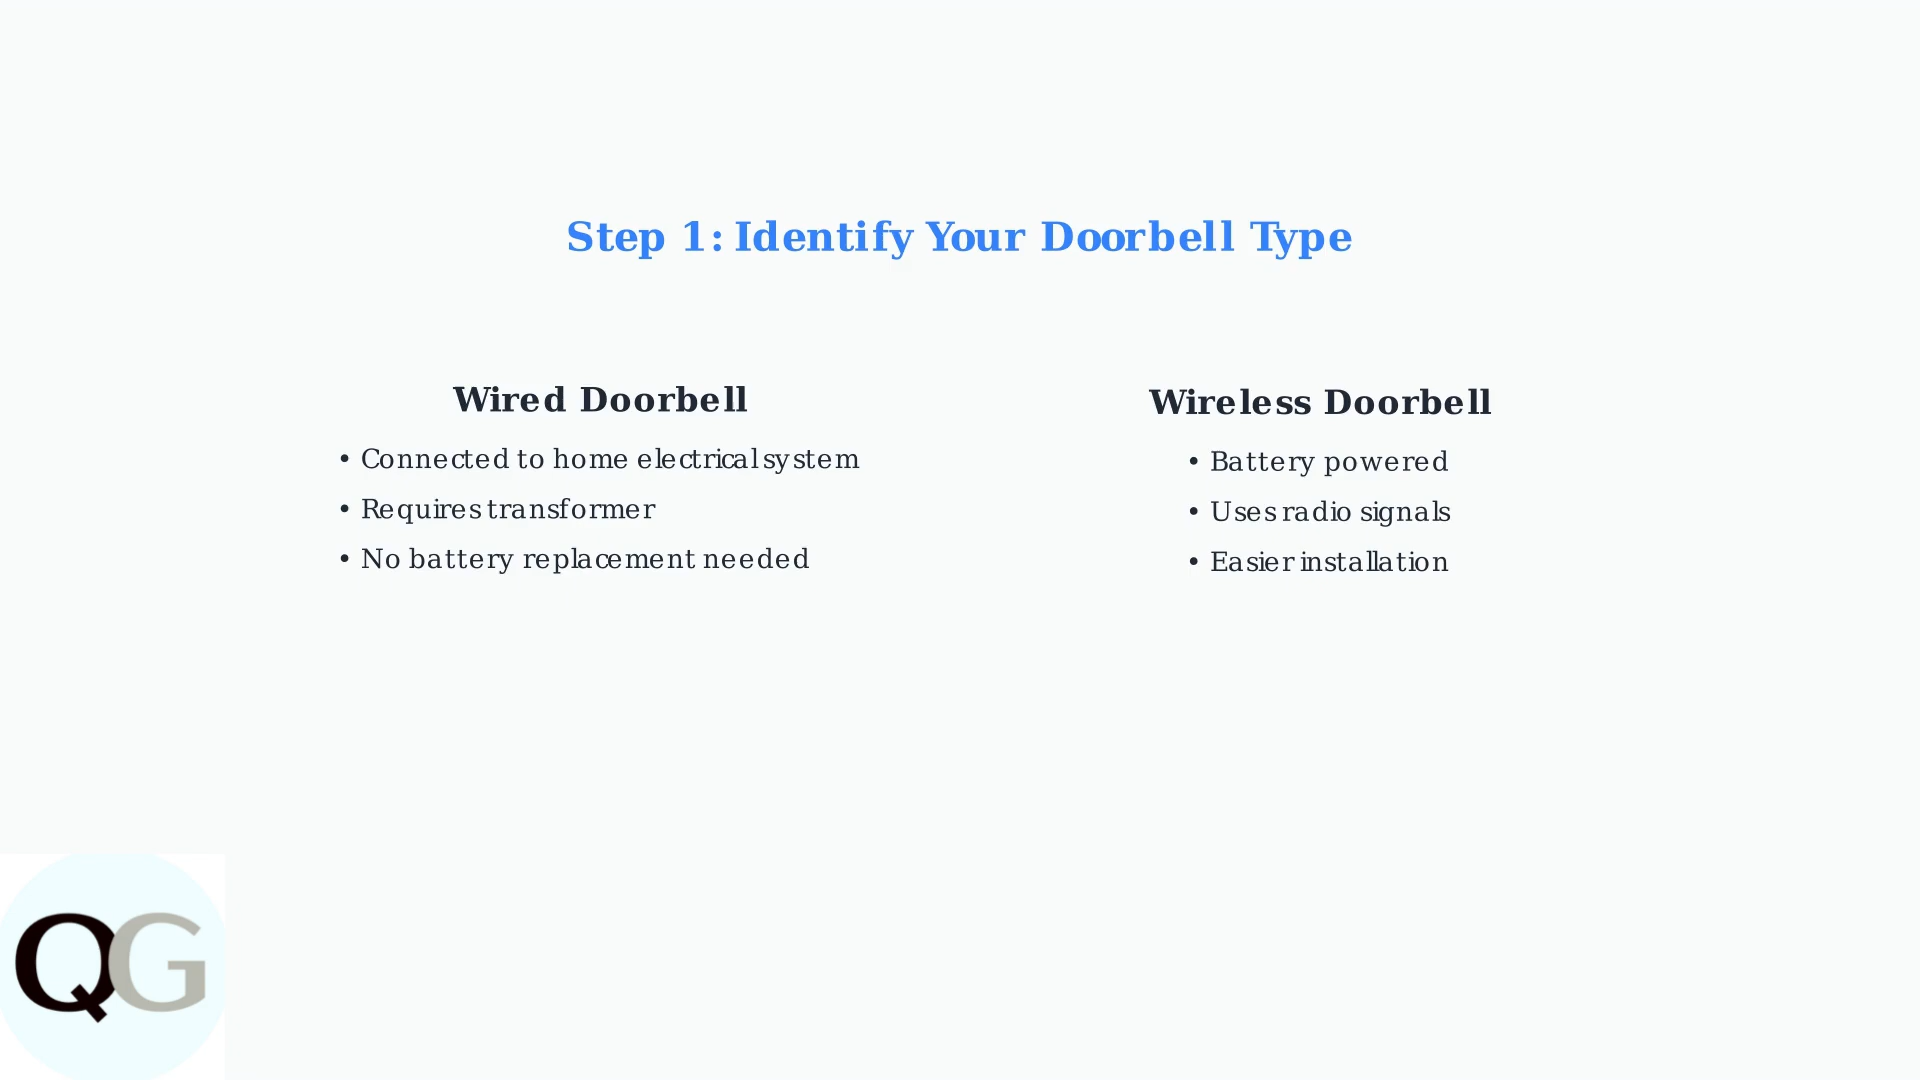 Step 1: Identify Your Doorbell Type
Wired Doorbell
• Connected to home electrical system
• Requires transformer
• No battery replacement needed
Wireless Doorbell
• Battery powered
• Uses radio signals
• Easier installation
QG